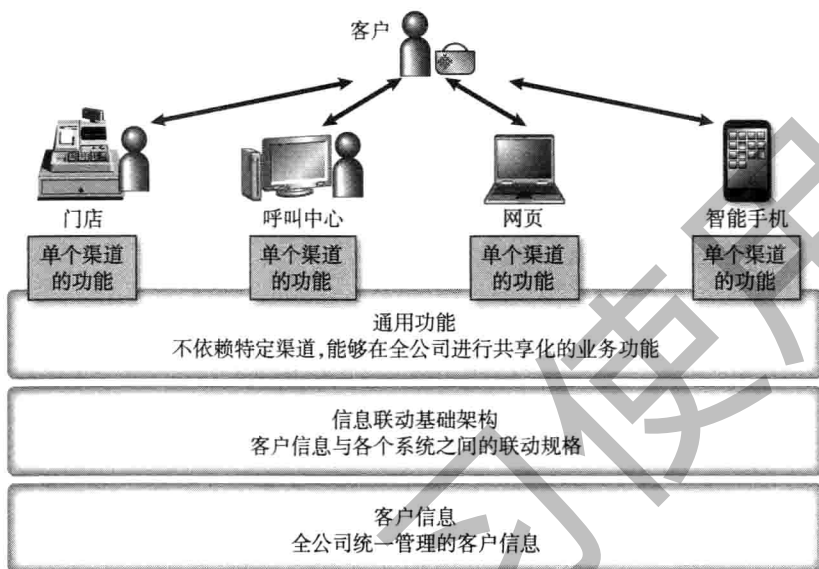 客户
门店
呼叫中心
网页
智能手机
单个渠道
的功能
单个渠道
的功能
单个渠道
的功能
单个渠道
的功能
通用功能
不依赖特定渠道,能够在全公司进行共享化的业务功能
信息联动基础架构
客户信息与各个系统之间的联动规格
客户信息
全公司统一管理的客户信息
习使用